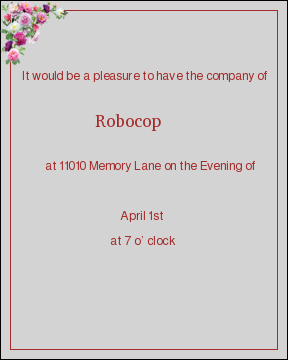 It would be a pleasure to have the company of
Robocop
at 11010 Memory Lane on the Evening of
April 1st
at 7 o' clock